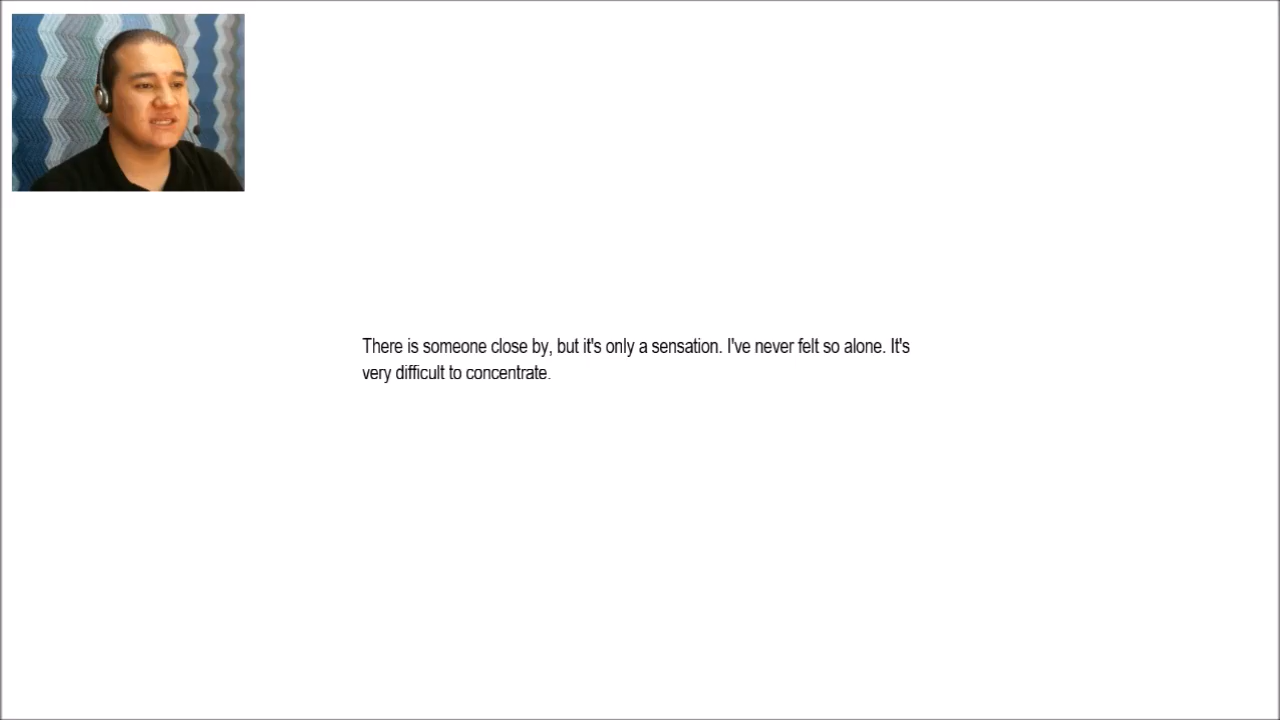 There is someone close by, but it's only a sensation. I've never felt so alone. It's
very difficult to concentrate.